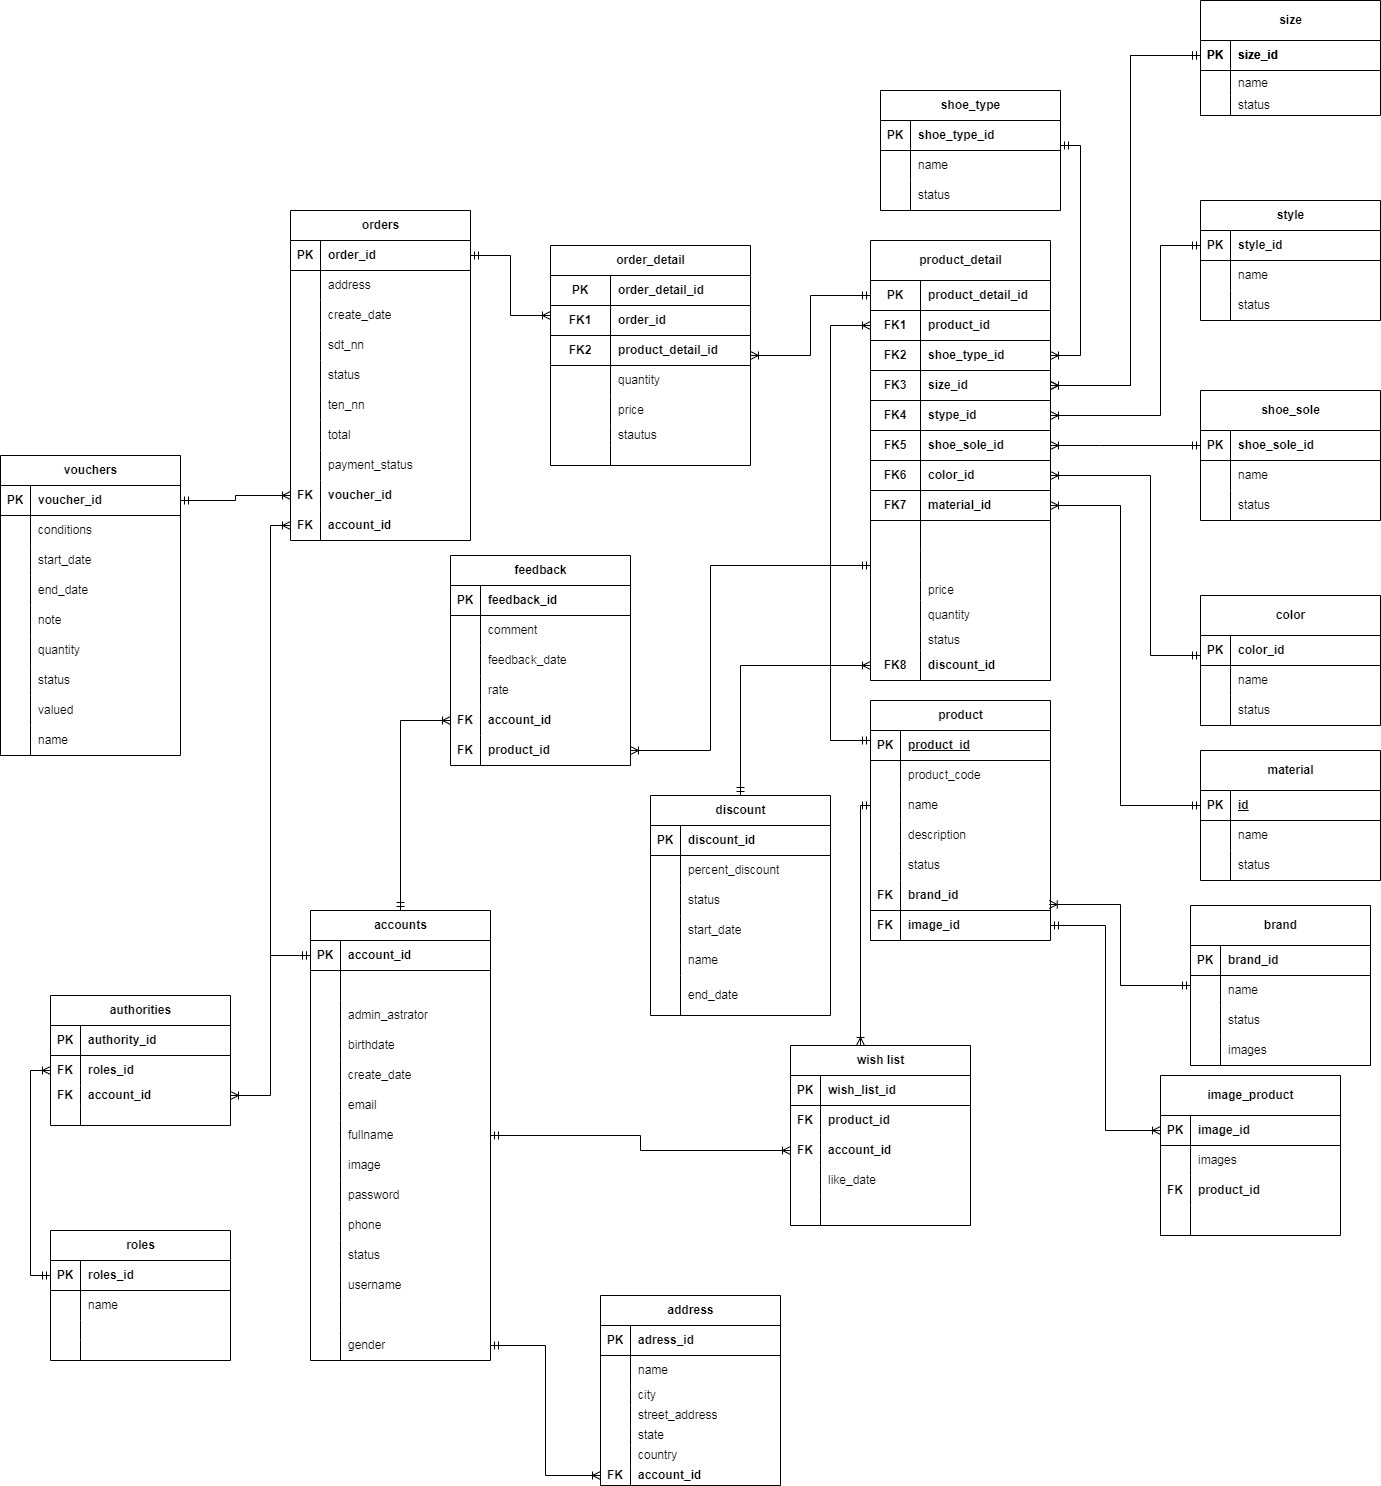 size
PK size_id
name
status
shoe_type
PK shoe_type_id
name
status
style
PK style_id
name
status
orders
PK order_id
address
create_date
sdt_nn
status
ten_nn
total
payment_status
FK voucher_id
FK account_id
order_detail
PK order_detail_id
FK1 order_id
FK2 product_detail_id
quantity
price
stautus
product_detail
PK product_detail_id
FK1 product_id
FK2 shoe_type_id
FK3 size_id
FK4 stype_id
FK5 shoe_sole_id
FK6 color_id
FK7 material_id
price
quantity
status
FK8 discount_id
shoe_sole
PK shoe_sole_id
name
status
vouchers
PK voucher_id
conditions
start_date
end_date
note
quantity
status
valued
name
feedback
PK feedback_id
comment
feedback_date
rate
FK account_id
FK product_id
color
PK color_id
name
status
product
PK product_id
product_code
name
description
status
FK brand_id
FK image_id
material
PK id
name
status
discount
PK discount_id
percent_discount
status
start_date
name
end_date
accounts
PK account_id
admin_astrator
birthdate
create_date
email
fullname
image
password
phone
status
username
gender
brand
PK brand_id
name
status
images
authorities
PK authority_id
FK roles_id
FK account_id
wish list
PK wish_list_id
FK product_id
FK account_id
like_date
image_product
PK image_id
images
FK product_id
roles
PK roles_id
name
address
PK adress_id
name
city
street_address
state
country
FK account_id